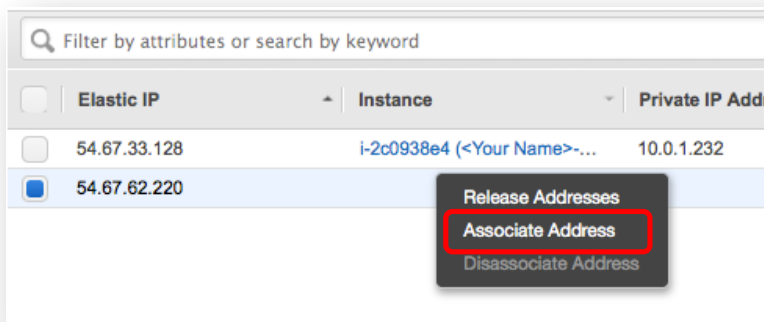 Filter by attributes or search by keyword
Elastic IP Instance Private IP Addr
54.67.33.128 i-2c0938e4 (<Your Name>-... 10.0.1.232
54.67.62.220
Release Addresses
Associate Address
Disassociate Address